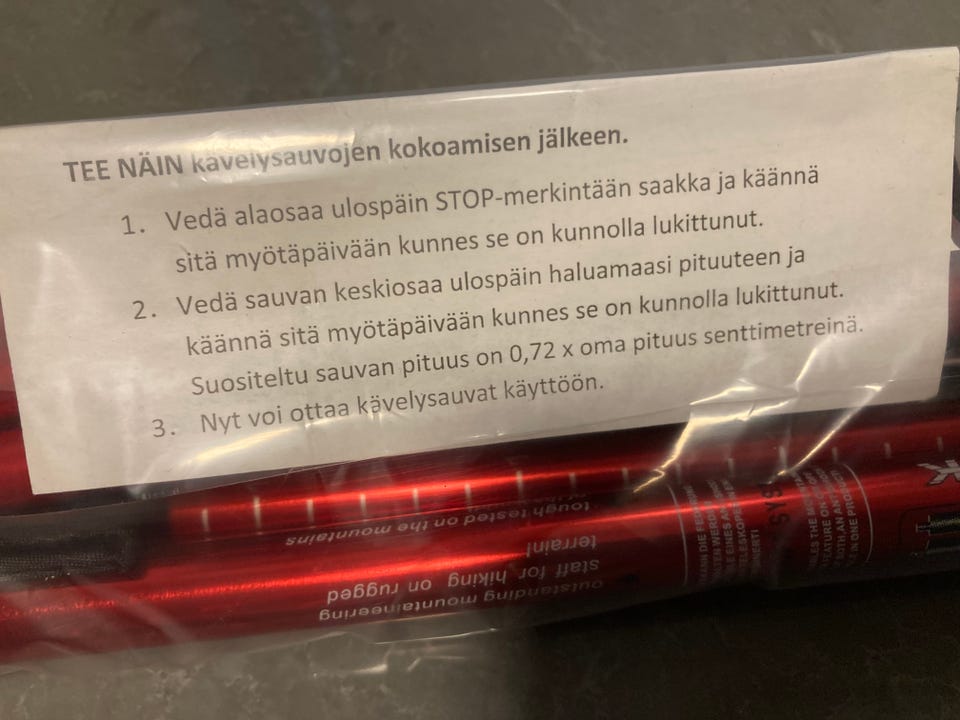 TEE NÄIN kävelysauvojen kokoamisen jälkeen.
1. Vedä alaosaa ulospäin STOP-merkintään saakka ja käännä
sitä myötäpäivään kunnes se on kunnolla lukittunut.
2. Vedä sauvan keskiosaa ulospäin haluamaasi pituuteen ja
käännä sitä myötäpäivään kunnes se on kunnolla lukittunut.
Suositeltu sauvan pituus on 0,72 x oma pituus senttimetreinä.
3. Nyt voi ottaa kävelysauvat käyttöön.
outstanding mountaineering
staff for hiking on rugged
terrain!
tough tested on the mountains
IN ONE PRODUCT